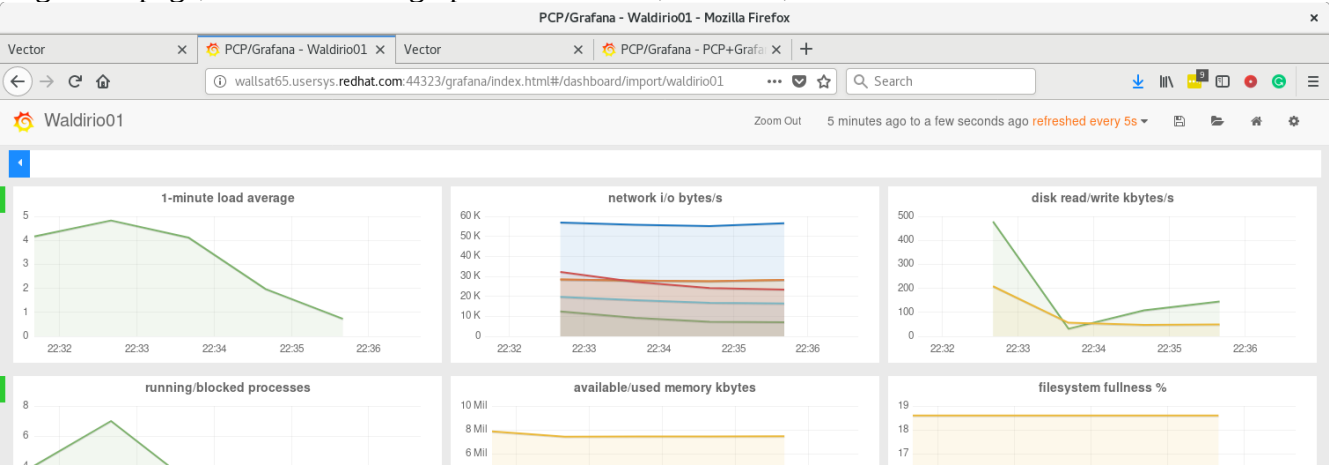 PCP/Grafana - Waldirio01 - Mozilla Firefox
Vector
PCP/Grafana - Waldirio01
Vector
PCP/Grafana - PCP+Grafa
wallsat65.usersys.redhat.com:44323/grafana/index.html#/dashboard/import/waldirio01
Search
9
Waldirio01
Zoom Out
5 minutes ago to a few seconds ago refreshed every 5s
1-minute load average
5
4
3
2
1
0
22:32 22:33 22:34 22:35 22:36
network i/o bytes/s
60 K
50 K
40 K
30 K
20 K
10 K
0
22:32 22:33 22:34 22:35 22:36
disk read/write kbytes/s
500
400
300
200
100
0
22:32 22:33 22:34 22:35 22:36
running/blocked processes
8
6
4
available/used memory kbytes
10 Mil
8 Mil
6 Mil
filesystem fullness %
19
18
17